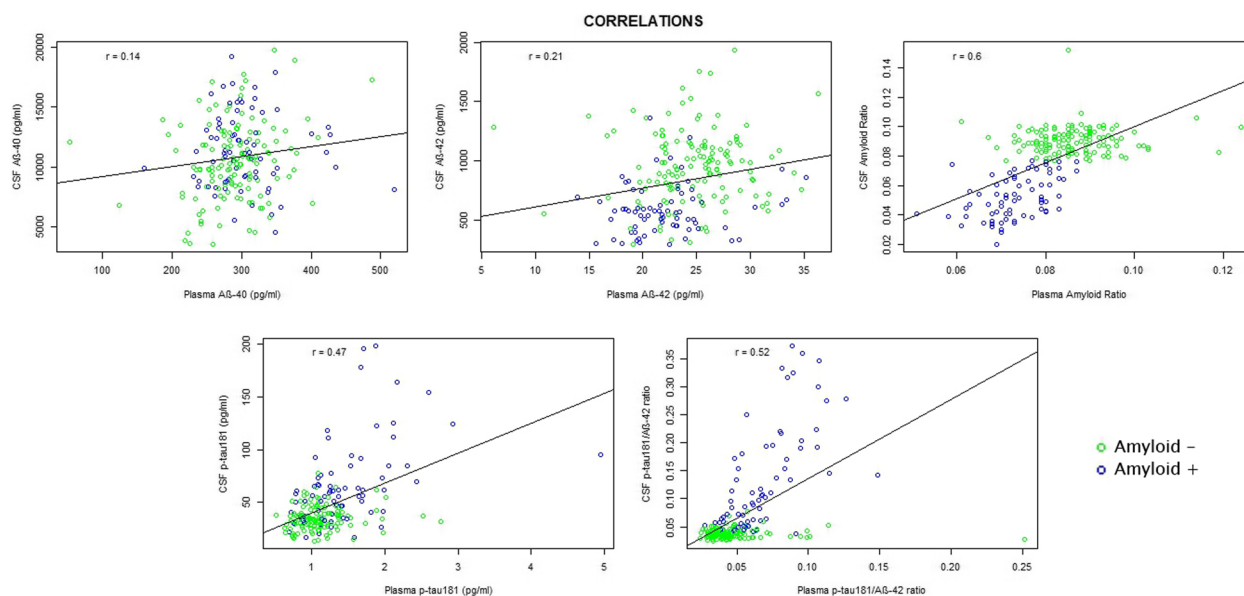 CORRELATIONS
r = 0.14
CSF Aß-40 (pg/ml)
5000
10000
15000
20000
100
200
300
400
500
Plasma Aß-40 (pg/ml)
r = 0.21
CSF Aß-42 (pg/ml)
500
1000
1500
2000
5
10
15
20
25
30
35
Plasma Aß-42 (pg/ml)
r = 0.6
CSF Amyloid Ratio
0.02
0.04
0.06
0.08
0.10
0.12
0.14
0.06
0.08
0.10
0.12
Plasma Amyloid Ratio
r = 0.47
CSF p-tau181 (pg/ml)
50
100
150
200
1
2
3
4
5
Plasma p-tau181 (pg/ml)
r = 0.52
CSF p-tau181/Aß-42 ratio
0.05
0.10
0.15
0.20
0.25
0.30
0.35
0.05
0.10
0.15
0.20
0.25
Plasma p-tau181/Aß-42 ratio
Amyloid −
Amyloid +